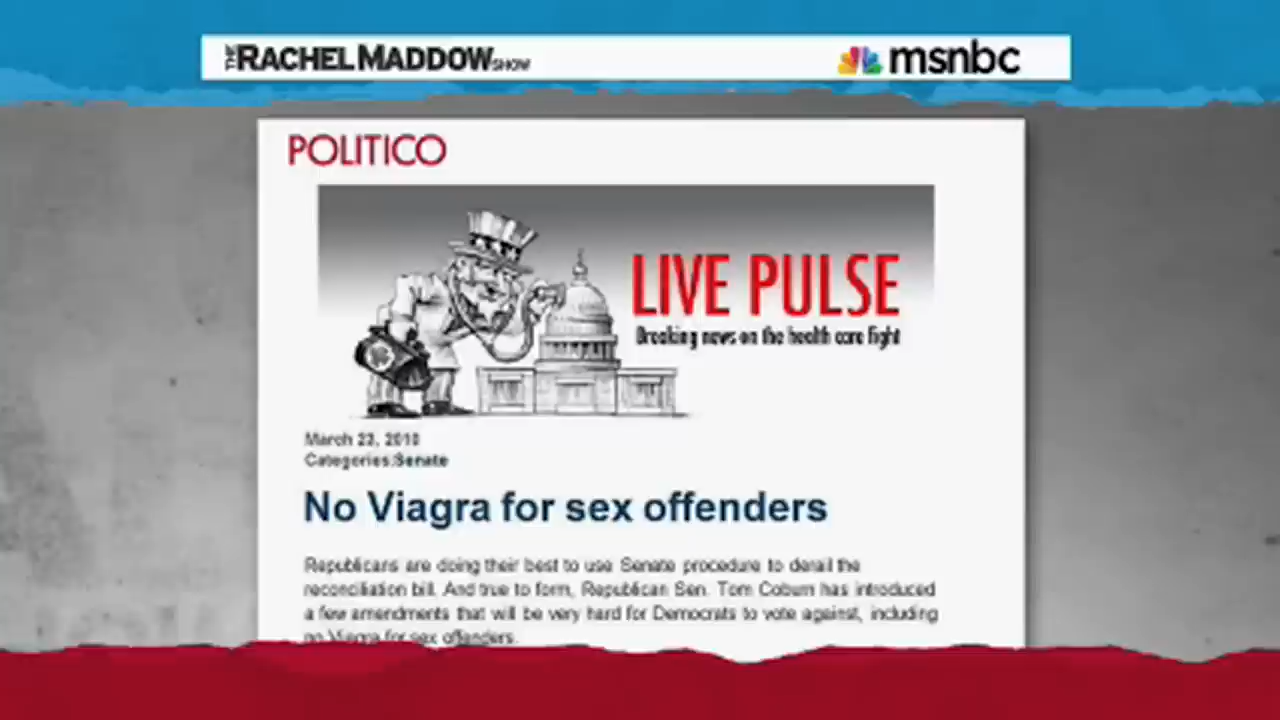 THE RACHEL MADDOW SHOW
msnbc
POLITICO
LIVE PULSE
Breaking news on the health care fight
March 23, 2010
Categories:Senate
No Viagra for sex offenders
Republicans are doing their best to use Senate procedure to derail the
reconciliation bill. And true to form, Republican Sen. Tom Coburn has introduced
a few amendments that will be very hard for Democrats to vote against, including
no Viagra for sex offenders.